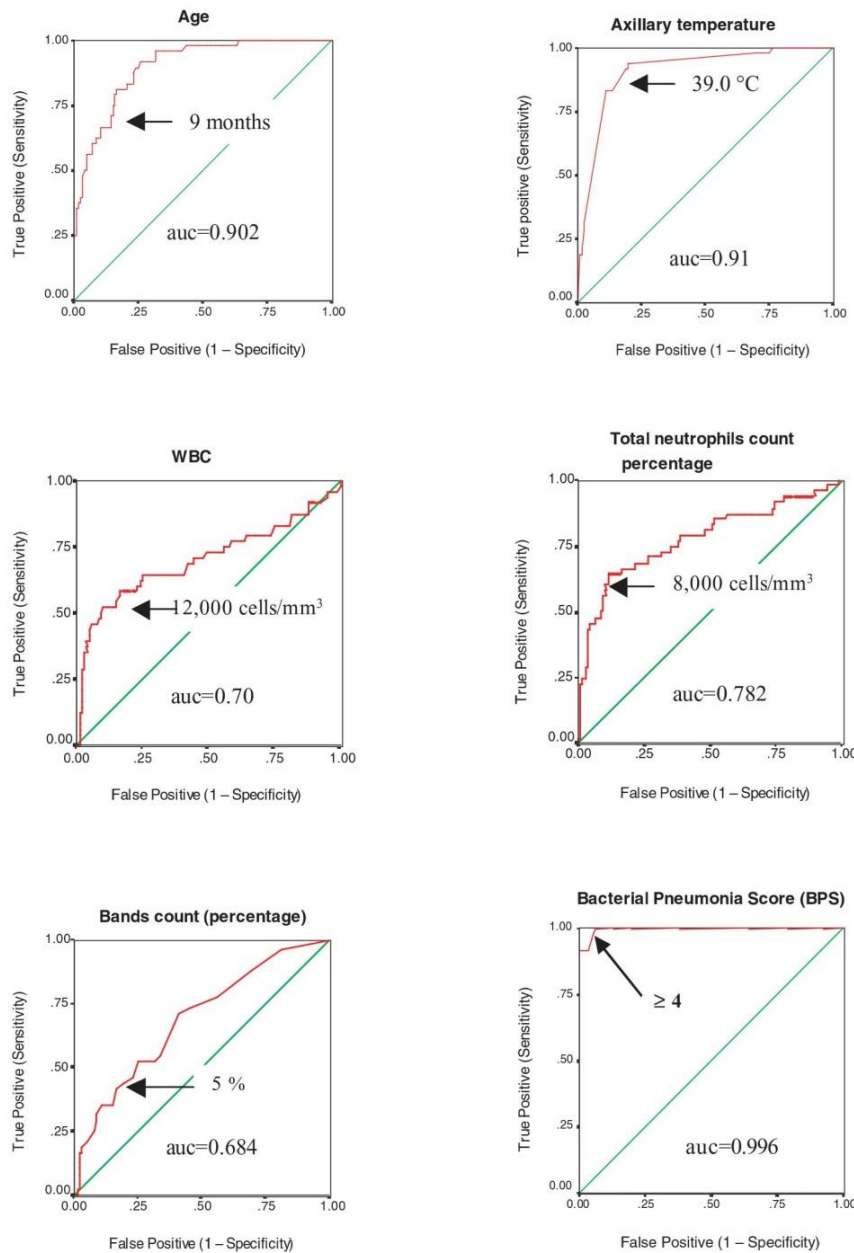 Age
True Positive (Sensitivity)
1.00
.75
.50
.25
0.00
9 months
auc=0.902
0.00 .25 .50 .75 1.00
False Positive (1 – Specificity)
Axillary temperature
True positive (Sensitivity)
1.00
.75
.50
.25
0.00
39.0 °C
auc=0.91
0.00 .25 .50 .75 1.00
False Positive (1 – Specificity)
WBC
True Positive (Sensitivity)
1.00
.75
.50
.25
0.00
12,000 cells/mm³
auc=0.70
0.00 .25 .50 .75 1.00
False Positive (1 – Specificity)
Total neutrophils count
percentage
True positive (Sensitivity)
1.00
.75
.50
.25
0.00
8,000 cells/mm³
auc=0.782
0.00 .25 .50 .75 1.00
False Positive (1 – Specificity)
Bands count (percentage)
True Positive (Sensitivity)
1.00
.75
.50
.25
0.00
5 %
auc=0.684
0.00 .25 .50 .75 1.00
False Positive (1 – Specificity)
Bacterial Pneumonia Score (BPS)
True Positive (Sensitivity)
1.00
.75
.50
.25
0.00
≥ 4
auc=0.996
0.00 .25 .50 .75 1.00
False Positive (1 – Specificity)